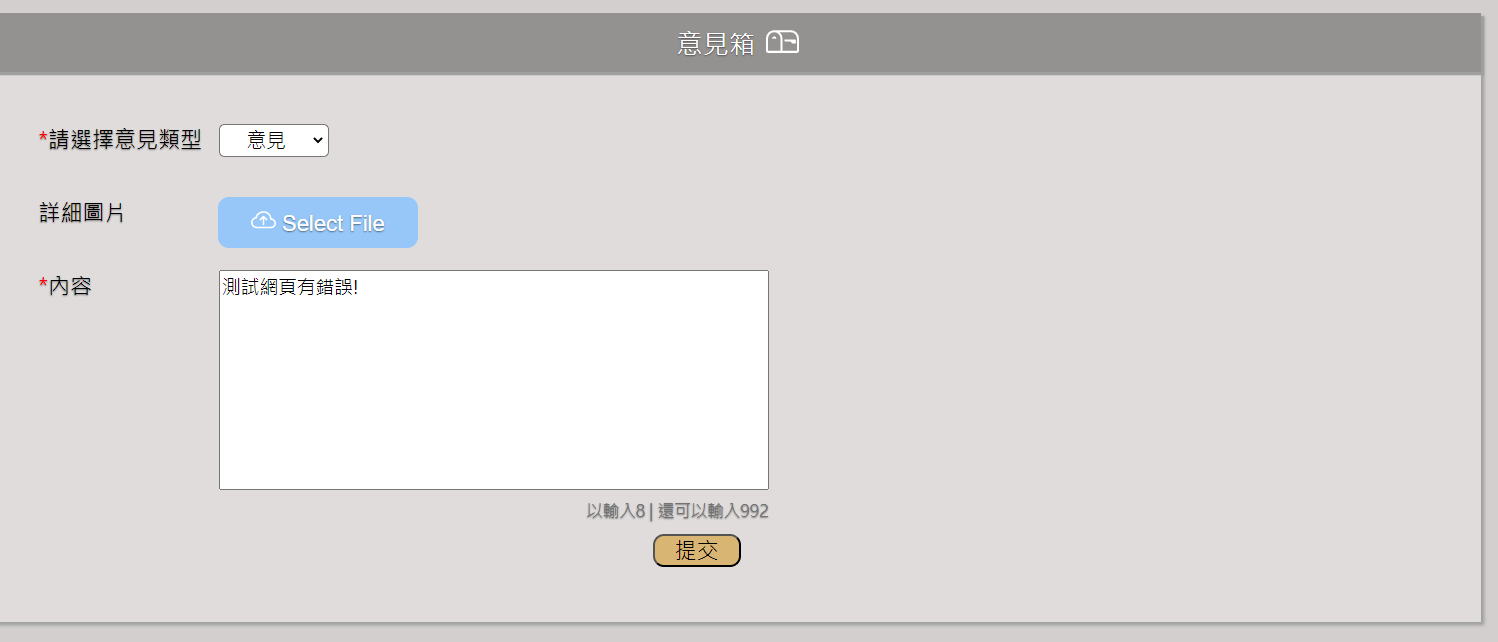 意見箱
*請選擇意見類型 意見
詳細圖片 Select File
*內容 測試網頁有錯誤!
以輸入8 | 還可以輸入992
提交